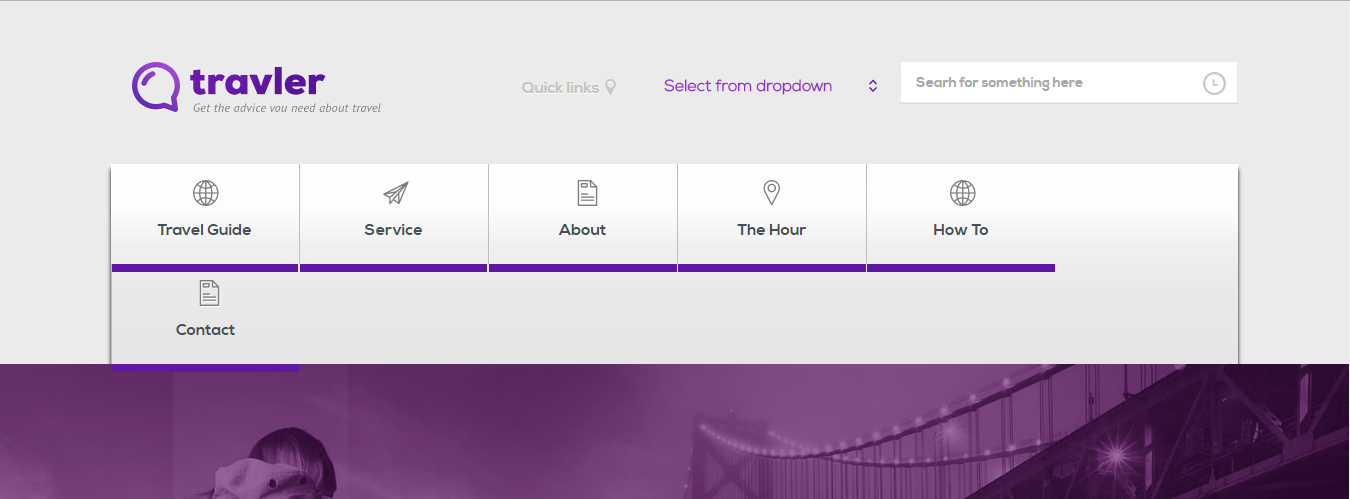 travler
Get the advice you need about travel
Quick links
Select from dropdown
Searh for something here
Travel Guide
Service
About
The Hour
How To
Contact